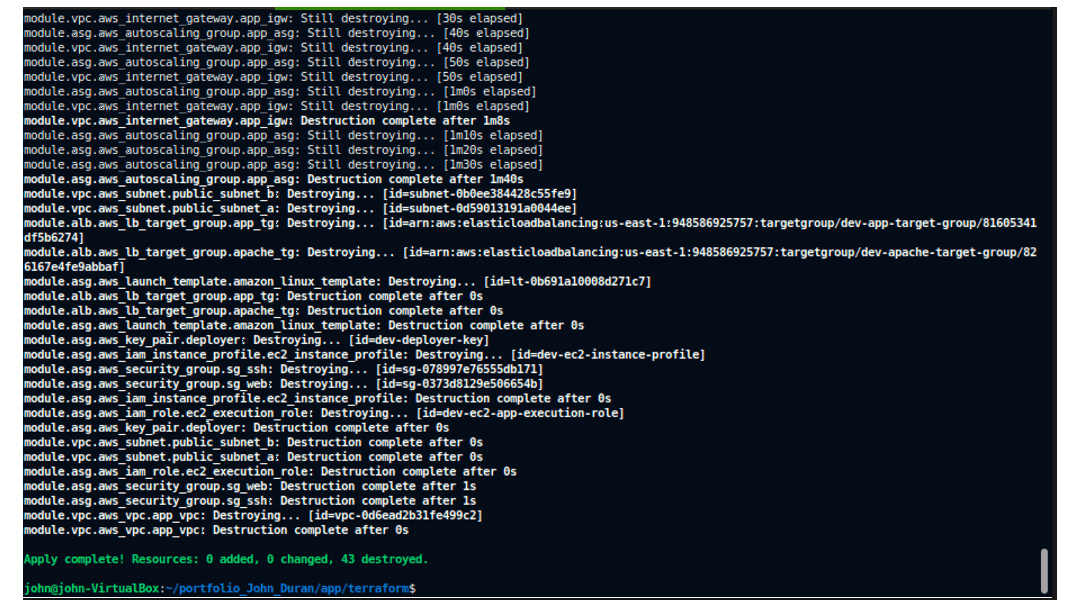 module.vpc.aws_internet_gateway.app_igw: Still destroying... [30s elapsed]
module.asg.aws_autoscaling_group.app_asg: Still destroying... [40s elapsed]
module.vpc.aws_internet_gateway.app_igw: Still destroying... [40s elapsed]
module.asg.aws_autoscaling_group.app_asg: Still destroying... [50s elapsed]
module.vpc.aws_internet_gateway.app_igw: Still destroying... [50s elapsed]
module.asg.aws_autoscaling_group.app_asg: Still destroying... [1m0s elapsed]
module.vpc.aws_internet_gateway.app_igw: Still destroying... [1m0s elapsed]
module.vpc.aws_internet_gateway.app_igw: Destruction complete after 1m8s
module.asg.aws_autoscaling_group.app_asg: Still destroying... [1m10s elapsed]
module.asg.aws_autoscaling_group.app_asg: Still destroying... [1m20s elapsed]
module.asg.aws_autoscaling_group.app_asg: Still destroying... [1m30s elapsed]
module.asg.aws_autoscaling_group.app_asg: Destruction complete after 1m40s
module.vpc.aws_subnet.public_subnet_b: Destroying... [id=subnet-0b0ee384428c55fe9]
module.vpc.aws_subnet.public_subnet_a: Destroying... [id=subnet-0d59013191a0044ee]
module.alb.aws_lb_target_group.app_tg: Destroying... [id=arn:aws:elasticloadbalancing:us-east-1:948586925757:targetgroup/dev-app-target-group/81605341
df5b6274]
module.alb.aws_lb_target_group.apache_tg: Destroying... [id=arn:aws:elasticloadbalancing:us-east-1:948586925757:targetgroup/dev-apache-target-group/82
6167e4fe9abbaf]
module.asg.aws_launch_template.amazon_linux_template: Destroying... [id=lt-0b691a10008d271c7]
module.alb.aws_lb_target_group.app_tg: Destruction complete after 0s
module.alb.aws_lb_target_group.apache_tg: Destruction complete after 0s
module.asg.aws_launch_template.amazon_linux_template: Destruction complete after 0s
module.asg.aws_key_pair.deployer: Destroying... [id=dev-deployer-key]
module.asg.aws_iam_instance_profile.ec2_instance_profile: Destroying... [id=dev-ec2-instance-profile]
module.asg.aws_security_group.sg_ssh: Destroying... [id=sg-078997e76555db171]
module.asg.aws_security_group.sg_web: Destroying... [id=sg-0373d8129e506654b]
module.asg.aws_iam_instance_profile.ec2_instance_profile: Destruction complete after 0s
module.asg.aws_iam_role.ec2_execution_role: Destroying... [id=dev-ec2-app-execution-role]
module.asg.aws_key_pair.deployer: Destruction complete after 0s
module.vpc.aws_subnet.public_subnet_b: Destruction complete after 0s
module.vpc.aws_subnet.public_subnet_a: Destruction complete after 0s
module.asg.aws_iam_role.ec2_execution_role: Destruction complete after 0s
module.asg.aws_security_group.sg_web: Destruction complete after 1s
module.asg.aws_security_group.sg_ssh: Destruction complete after 1s
module.vpc.aws_vpc.app_vpc: Destroying... [id=vpc-0d6ead2b31fe499c2]
module.vpc.aws_vpc.app_vpc: Destruction complete after 0s
Apply complete! Resources: 0 added, 0 changed, 43 destroyed.
john@john-VirtualBox:~/portfolio_John_Duran/app/terraform$